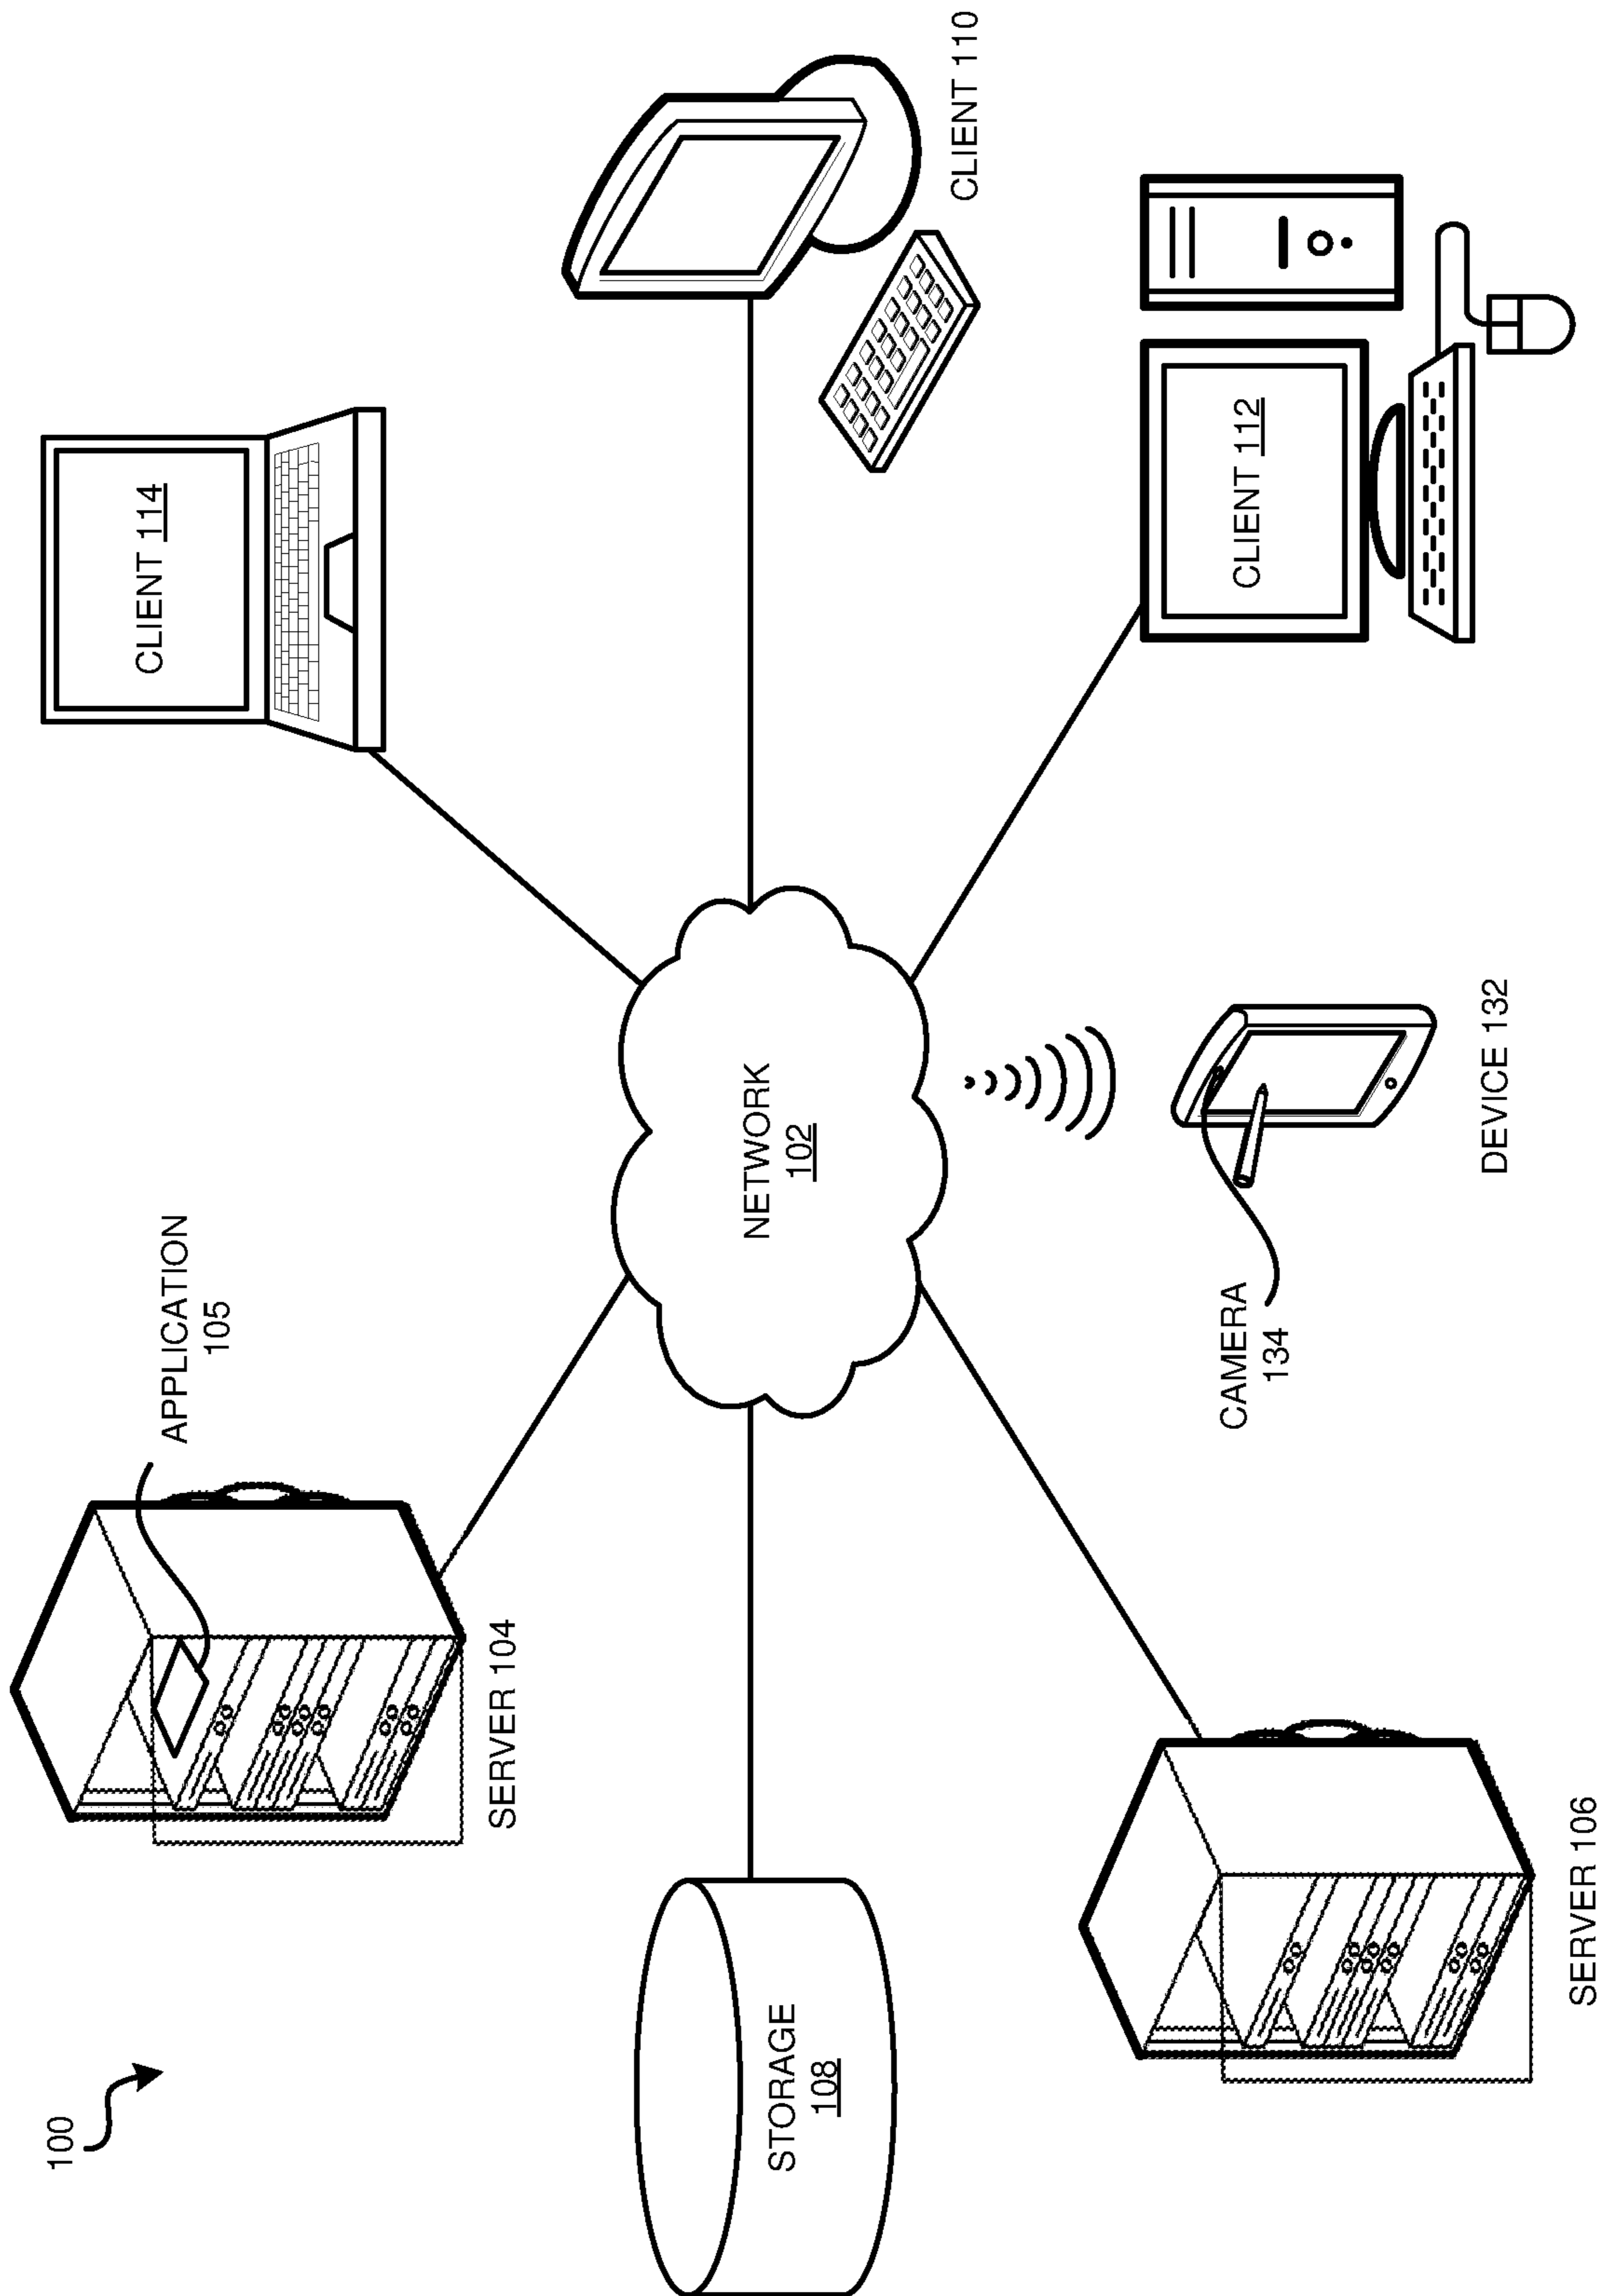 100
APPLICATION
105
CLIENT 114
SERVER 104
STORAGE
108
NETWORK
102
CLIENT 110
CAMERA
134
CLIENT 112
SERVER 106
DEVICE 132